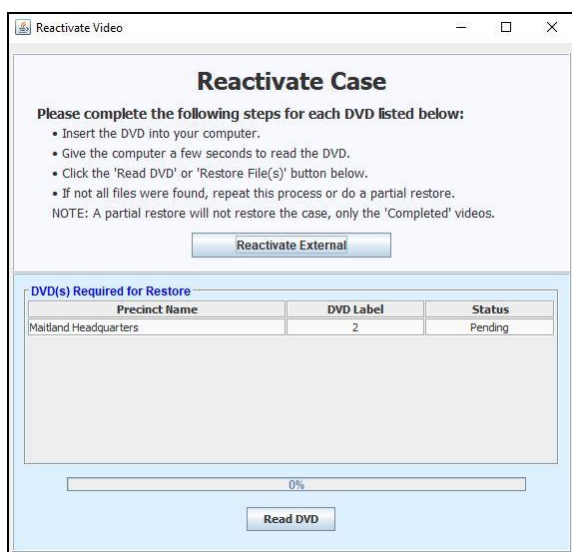 Reactivate Video
Reactivate Case
Please complete the following steps for each DVD listed below:
• Insert the DVD into your computer.
• Give the computer a few seconds to read the DVD.
• Click the 'Read DVD' or 'Restore File(s)' button below.
• If not all files were found, repeat this process or do a partial restore.
NOTE: A partial restore will not restore the case, only the 'Completed' videos.
Reactivate External
DVD(s) Required for Restore
Precinct Name DVD Label Status
Maitland Headquarters 2 Pending
0%
Read DVD